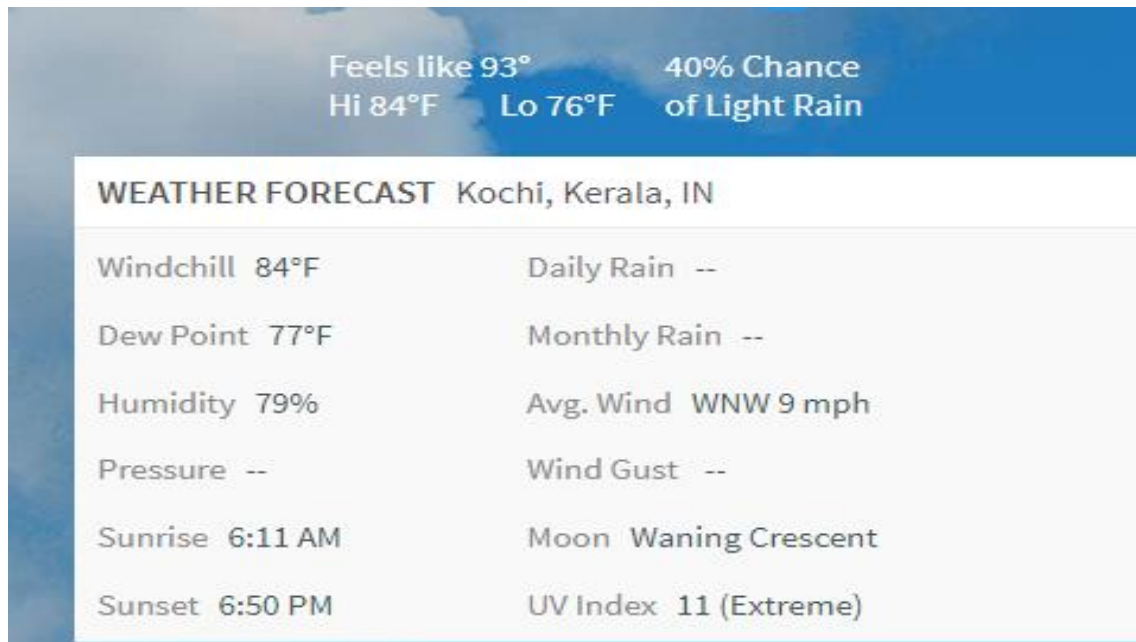 Feels like 93° 40% Chance
Hi 84°F Lo 76°F of Light Rain
WEATHER FORECAST Kochi, Kerala, IN
Windchill 84°F Daily Rain --
Dew Point 77°F Monthly Rain --
Humidity 79% Avg. Wind WNW 9 mph
Pressure -- Wind Gust --
Sunrise 6:11 AM Moon Waning Crescent
Sunset 6:50 PM UV Index 11 (Extreme)